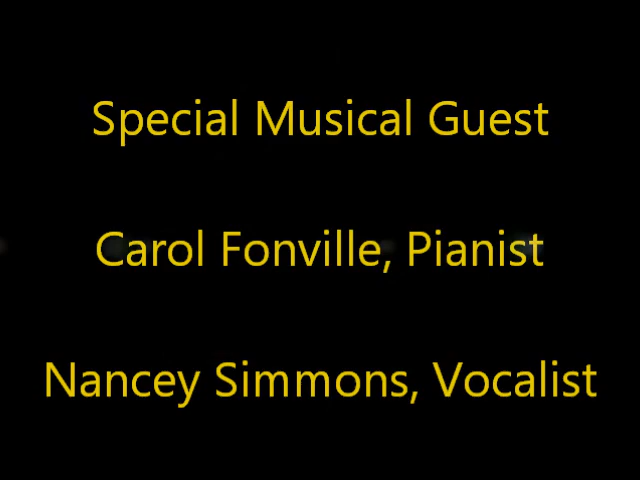 Special Musical Guest
Carol Fonville, Pianist
Nancey Simmons, Vocalist